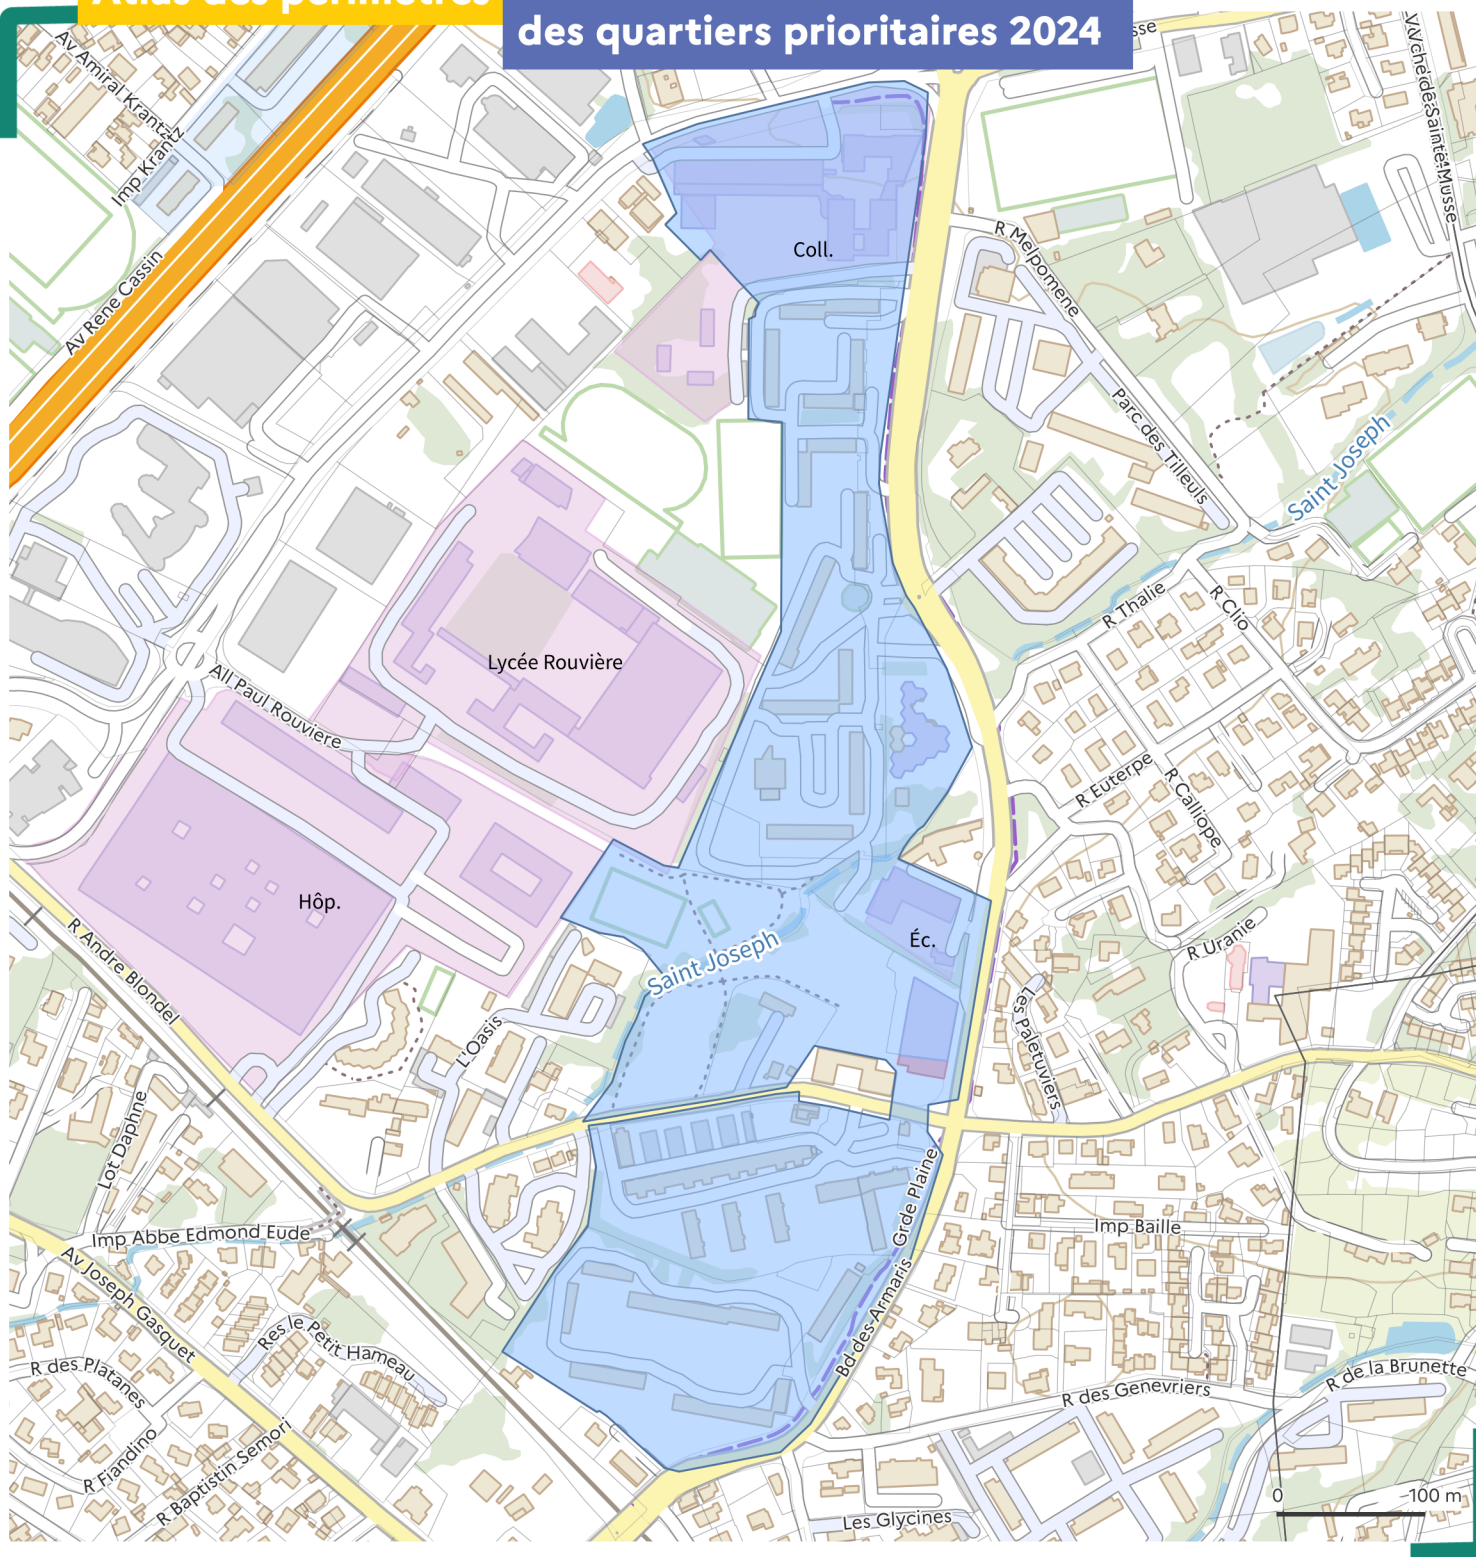 Atlas des périmètres
des quartiers prioritaires 2024
Av Amiral Krantz
Imp Krantz
Av Rene Cassin
R Melpomene
Parc des Tilleuls
Saint Joseph
Coll.
R Thalie
R Clio
Lycée Rouvière
All Paul Rouviere
R Euterpe
R Calliope
Hôp.
Éc.
R Uranie
R Andre Blondel
Saint Joseph
Les Paletuviers
L'Oasis
Lot Daphne
Imp Abbe Edmond Eude
Imp Baille
Grde Plaine
Bd des Armaris
Av Joseph Gasquet
Res le Petit Hameau
R des Platanes
R Fiandino
R Baptistin Semori
R des Genevriers
R de la Brunette
Les Glycines
0
100 m